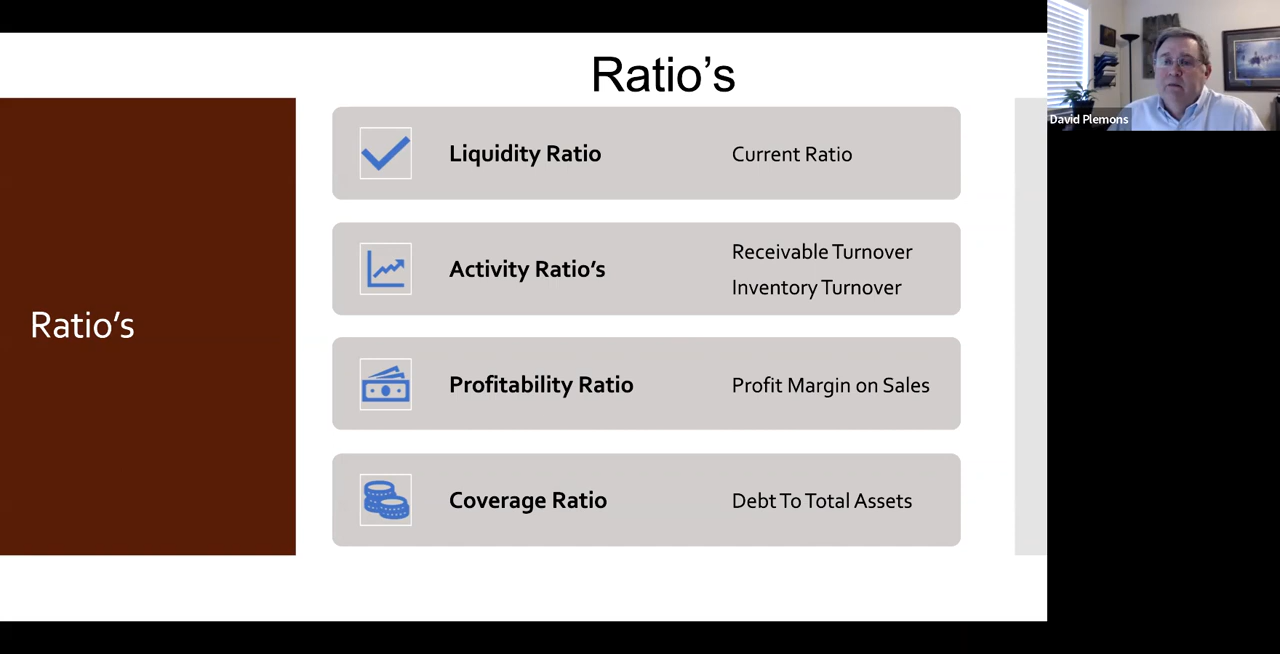 Ratio’s
Ratio’s
Liquidity Ratio
Current Ratio
Activity Ratio’s
Receivable Turnover
Inventory Turnover
Profitability Ratio
Profit Margin on Sales
Coverage Ratio
Debt To Total Assets
David Plemons